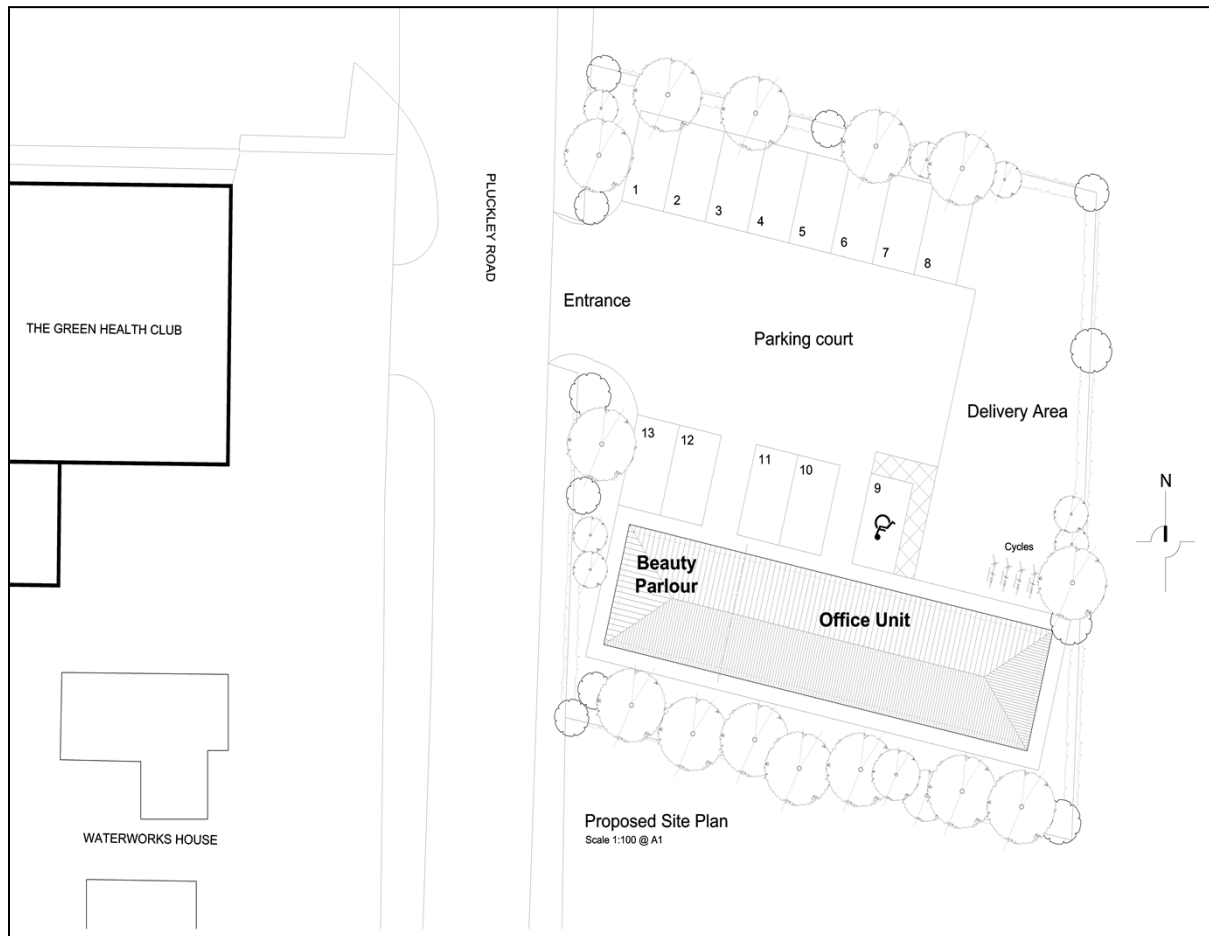 1
2
3
4
5
6
7
8
PLUCKLEY ROAD
Entrance
THE GREEN HEALTH CLUB
Parking court
Delivery Area
13
12
11
10
9
N
Cycles
Beauty
Parlour
Office Unit
Proposed Site Plan
Scale 1:100 @ A1
WATERWORKS HOUSE